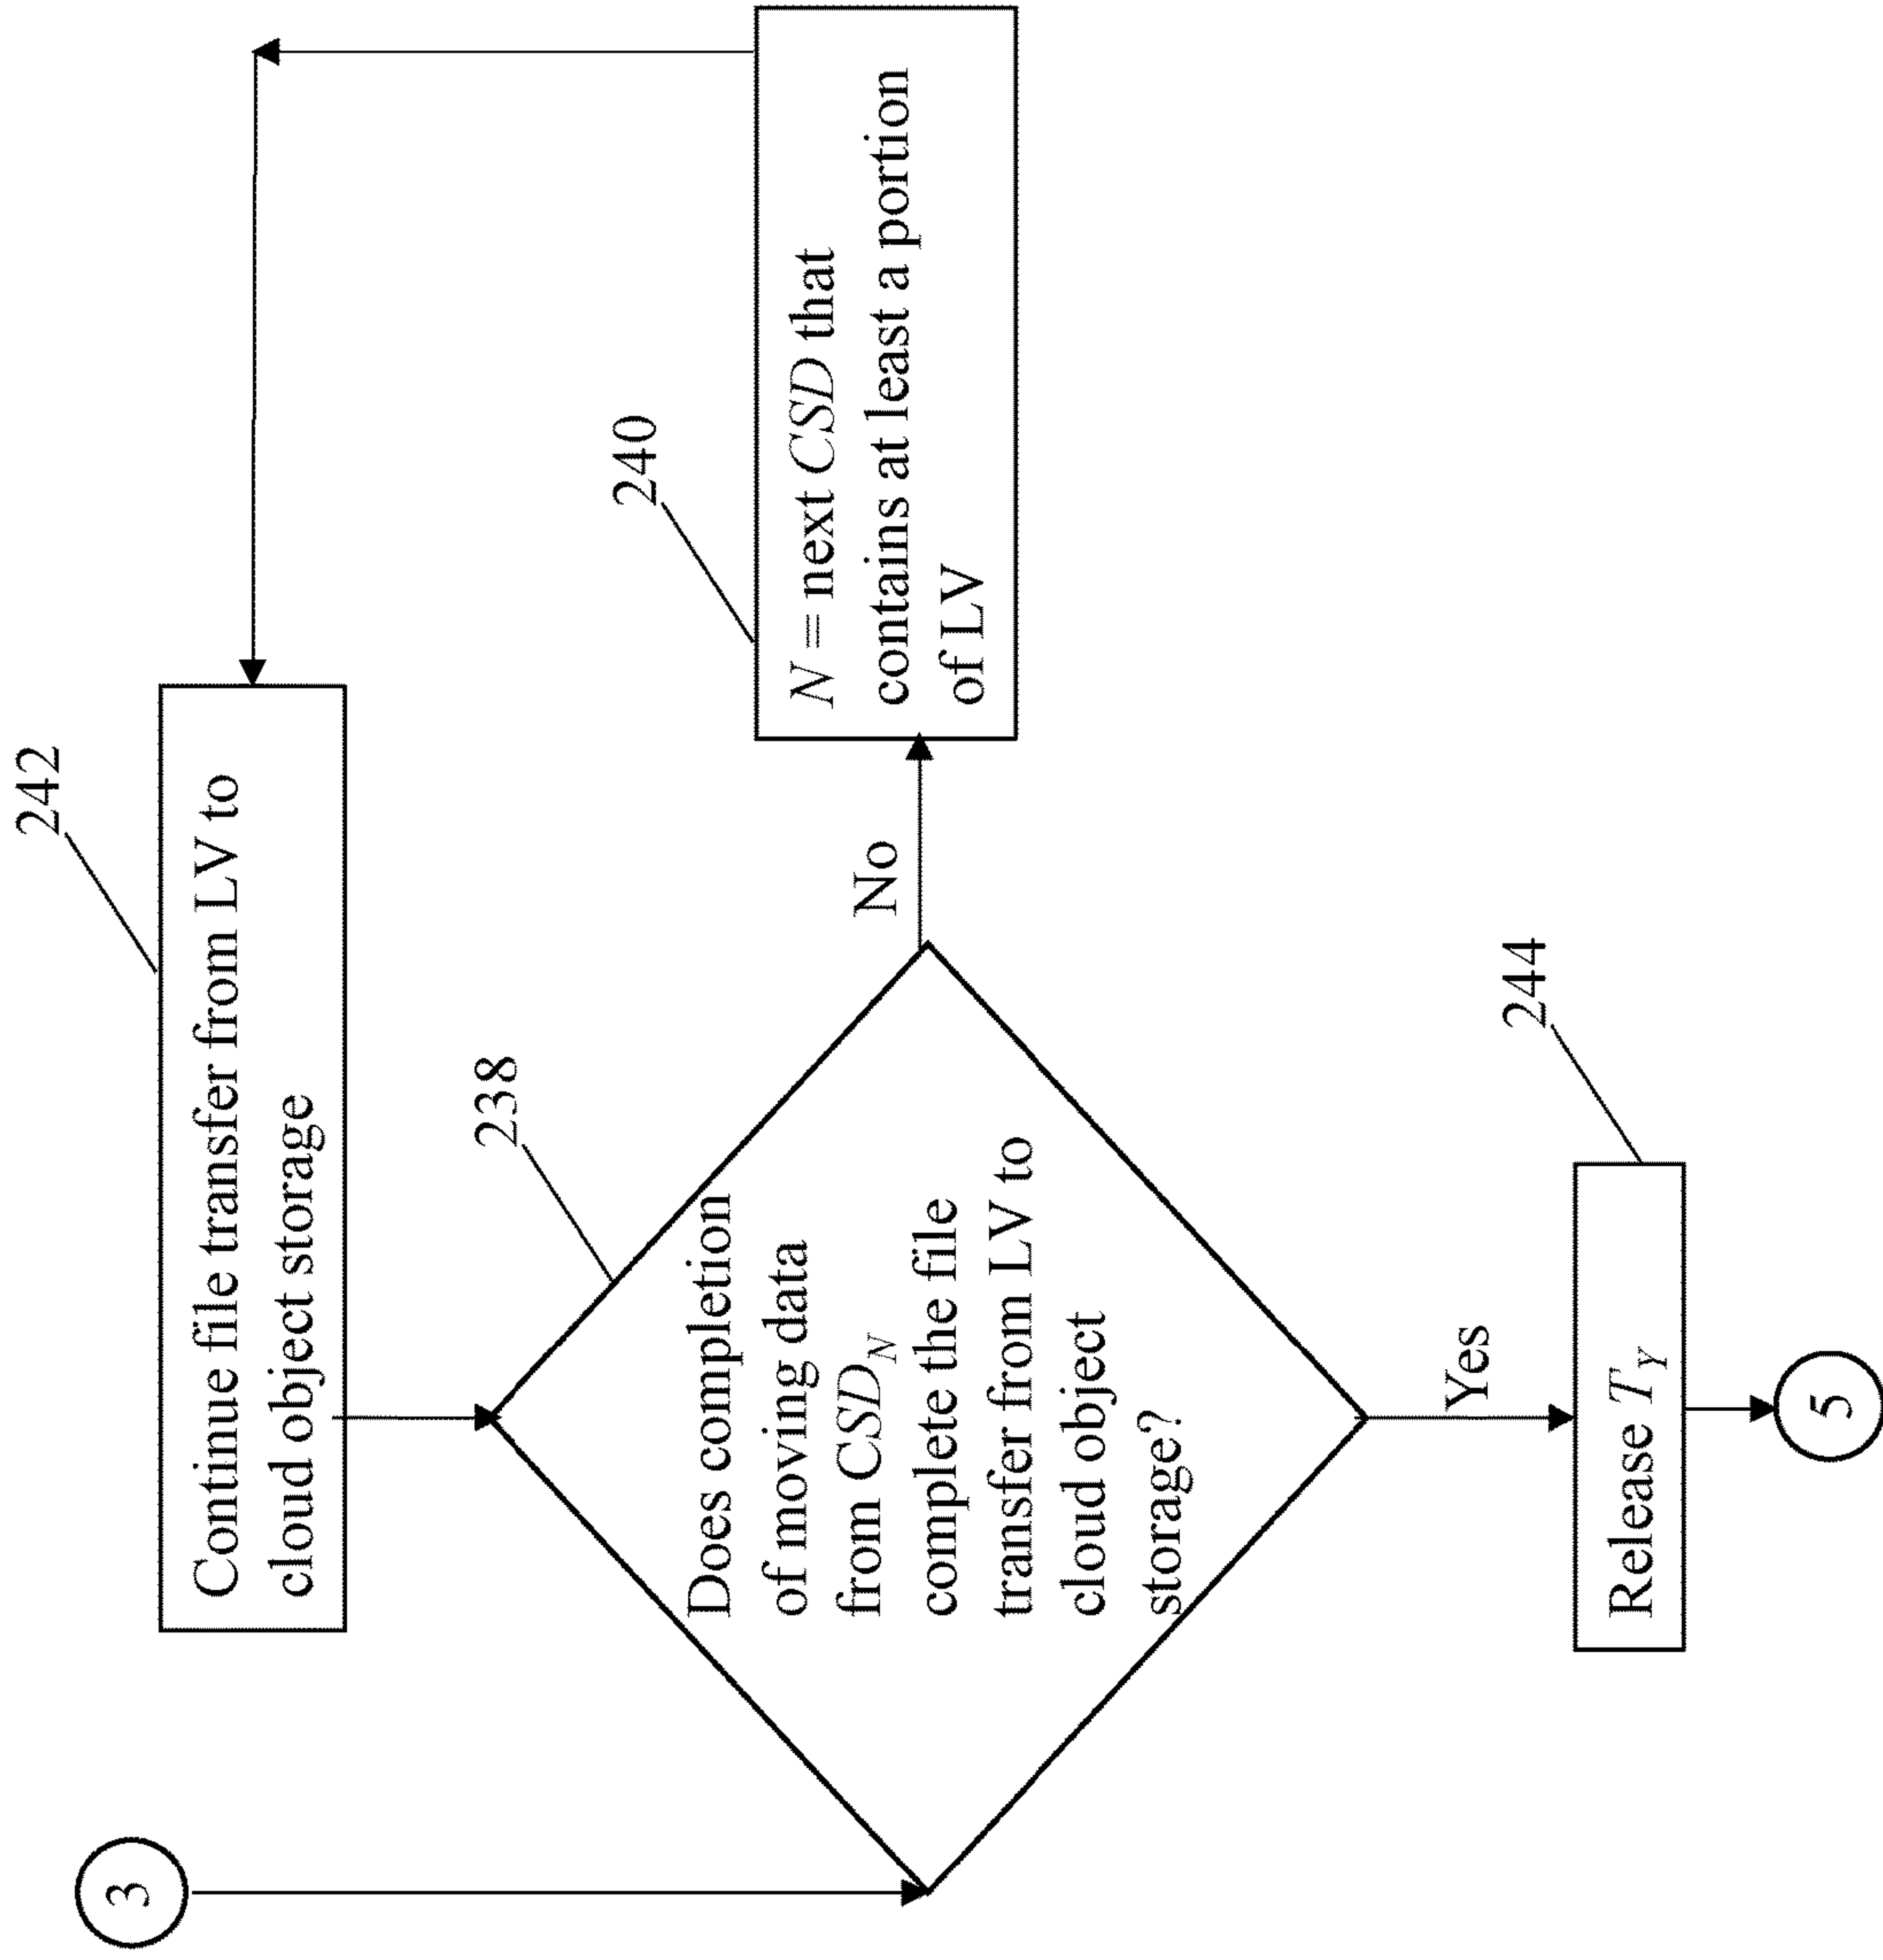 3
242
Continue file transfer from LV to
cloud object storage
238
Does completion
of moving data
from CSD_N
complete the file
transfer from LV to
cloud object
storage?
No
240
N = next CSD that
contains at least a portion
of LV
Yes
244
Release T_Y
5